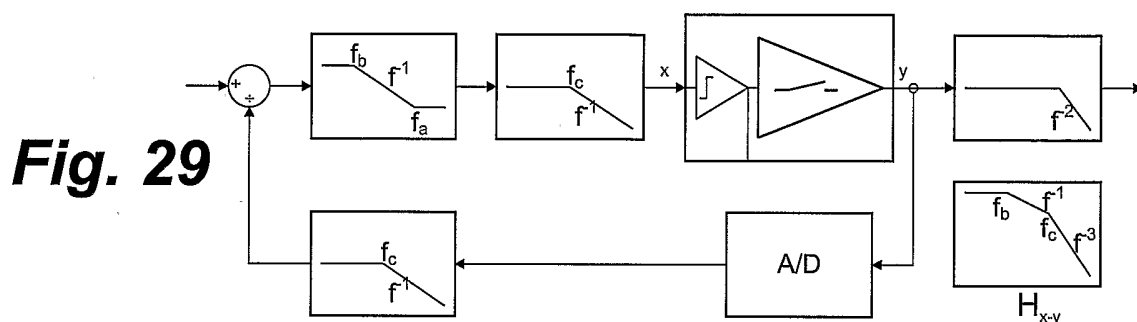 Fig. 29
+
÷
f_b
f^-1
f_a
f_c
f^-1
x
y
f^-2
f_c
f^-1
A/D
f_b
f^-1
f_c
f^-3
H_x-y